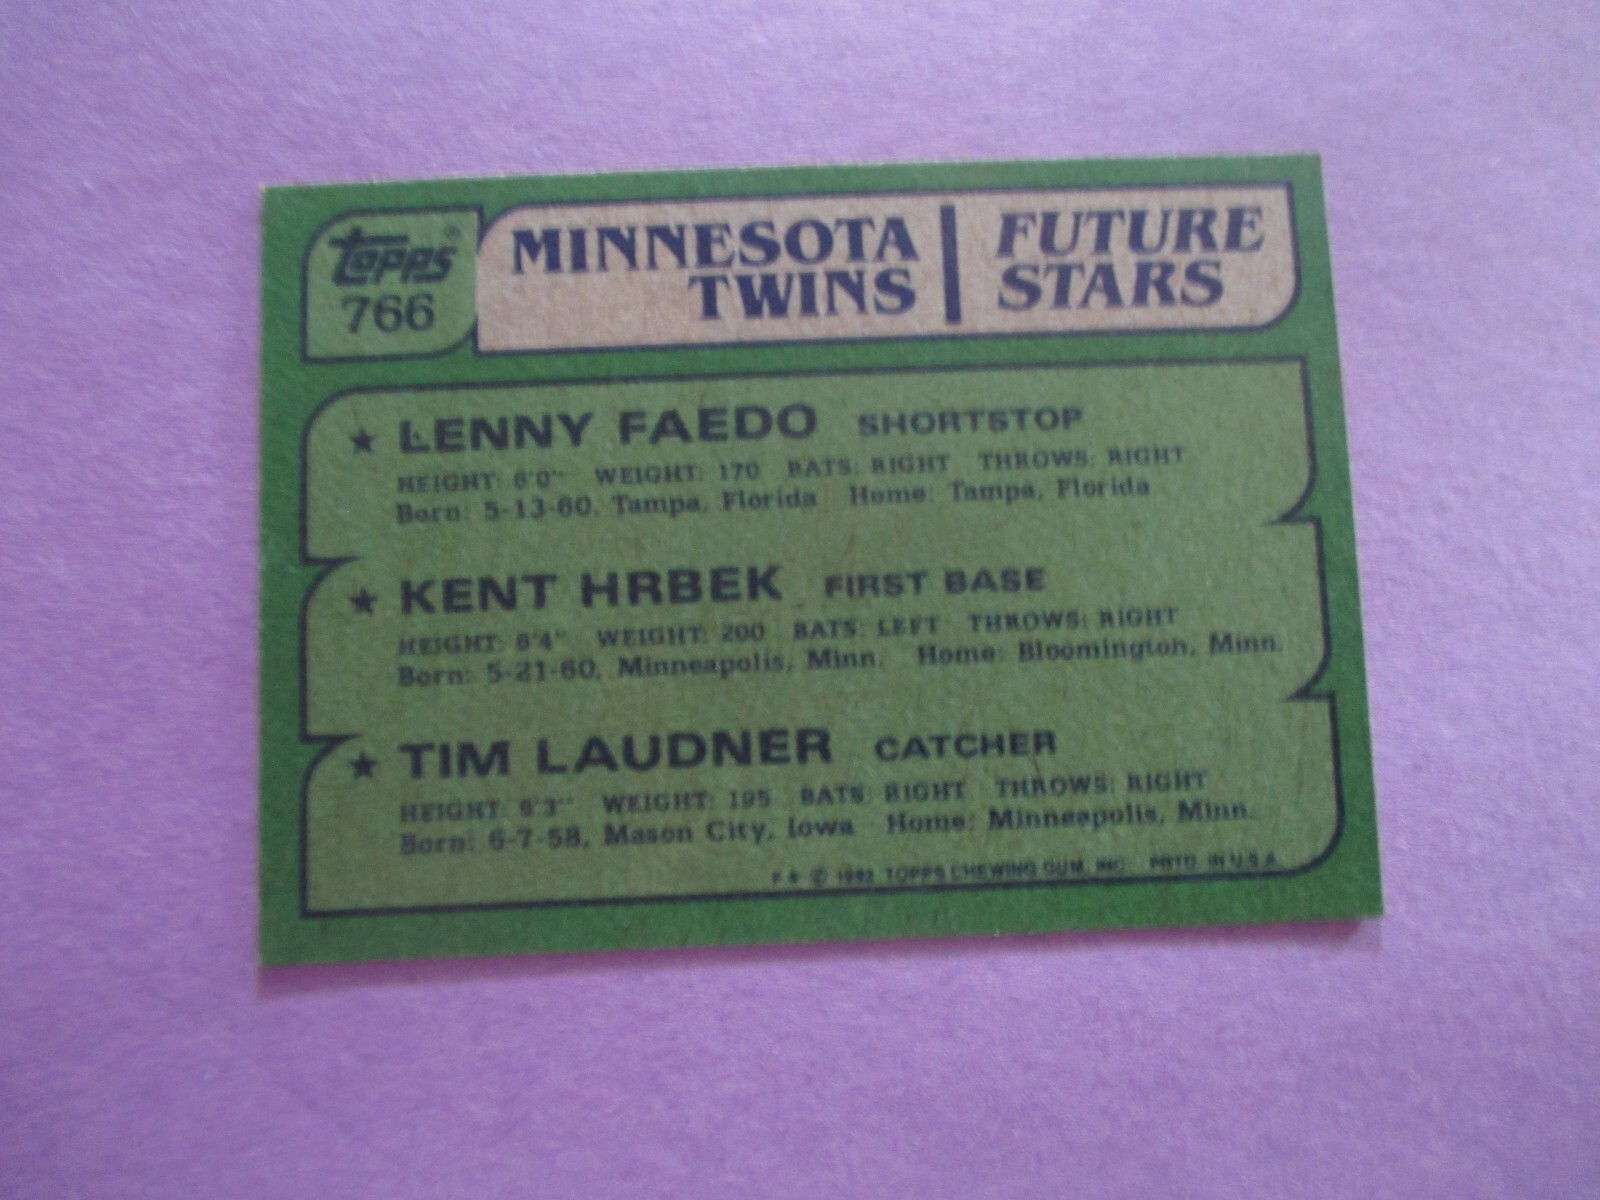 topps®
766
MINNESOTA TWINS
FUTURE STARS
★ LENNY FAEDO SHORTSTOP
HEIGHT: 6'0" WEIGHT: 170 BATS: RIGHT THROWS: RIGHT
Born: 5-13-60, Tampa, Florida Home: Tampa, Florida
★ KENT HRBEK FIRST BASE
HEIGHT: 6'4" WEIGHT: 200 BATS: LEFT THROWS: RIGHT
Born: 5-21-60, Minneapolis, Minn. Home: Bloomington, Minn.
★ TIM LAUDNER CATCHER
HEIGHT: 6'3" WEIGHT: 195 BATS: RIGHT THROWS: RIGHT
Born: 6-7-58, Mason City, Iowa Home: Minneapolis, Minn.
F★ © 1982 TOPPS CHEWING GUM, INC. PRTD. IN U.S.A.